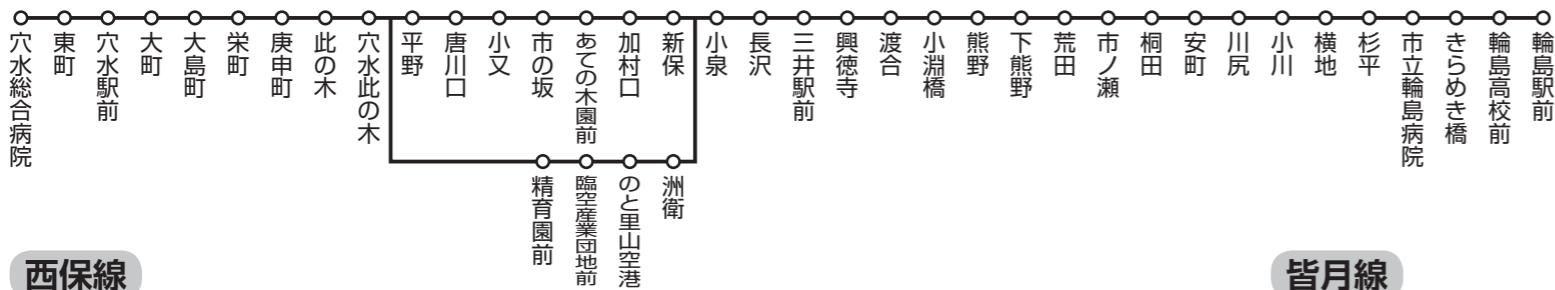 穴水総合病院
東町
穴水駅前
大町
大島町
栄町
庚申町
此の木
穴水此の木
平野
唐川口
小又
市の坂
あての木園前
加村口
新保
小泉
長沢
三井駅前
興徳寺
渡合
小淵橋
熊野
下熊野
荒田
市ノ瀬
桐田
安町
川尻
小川
横地
杉平
市立輪島病院
きらめき橋
輪島高校前
輪島駅前
精育園前
臨空産業団地前
のと里山空港
洲衛
西保線
皆月線